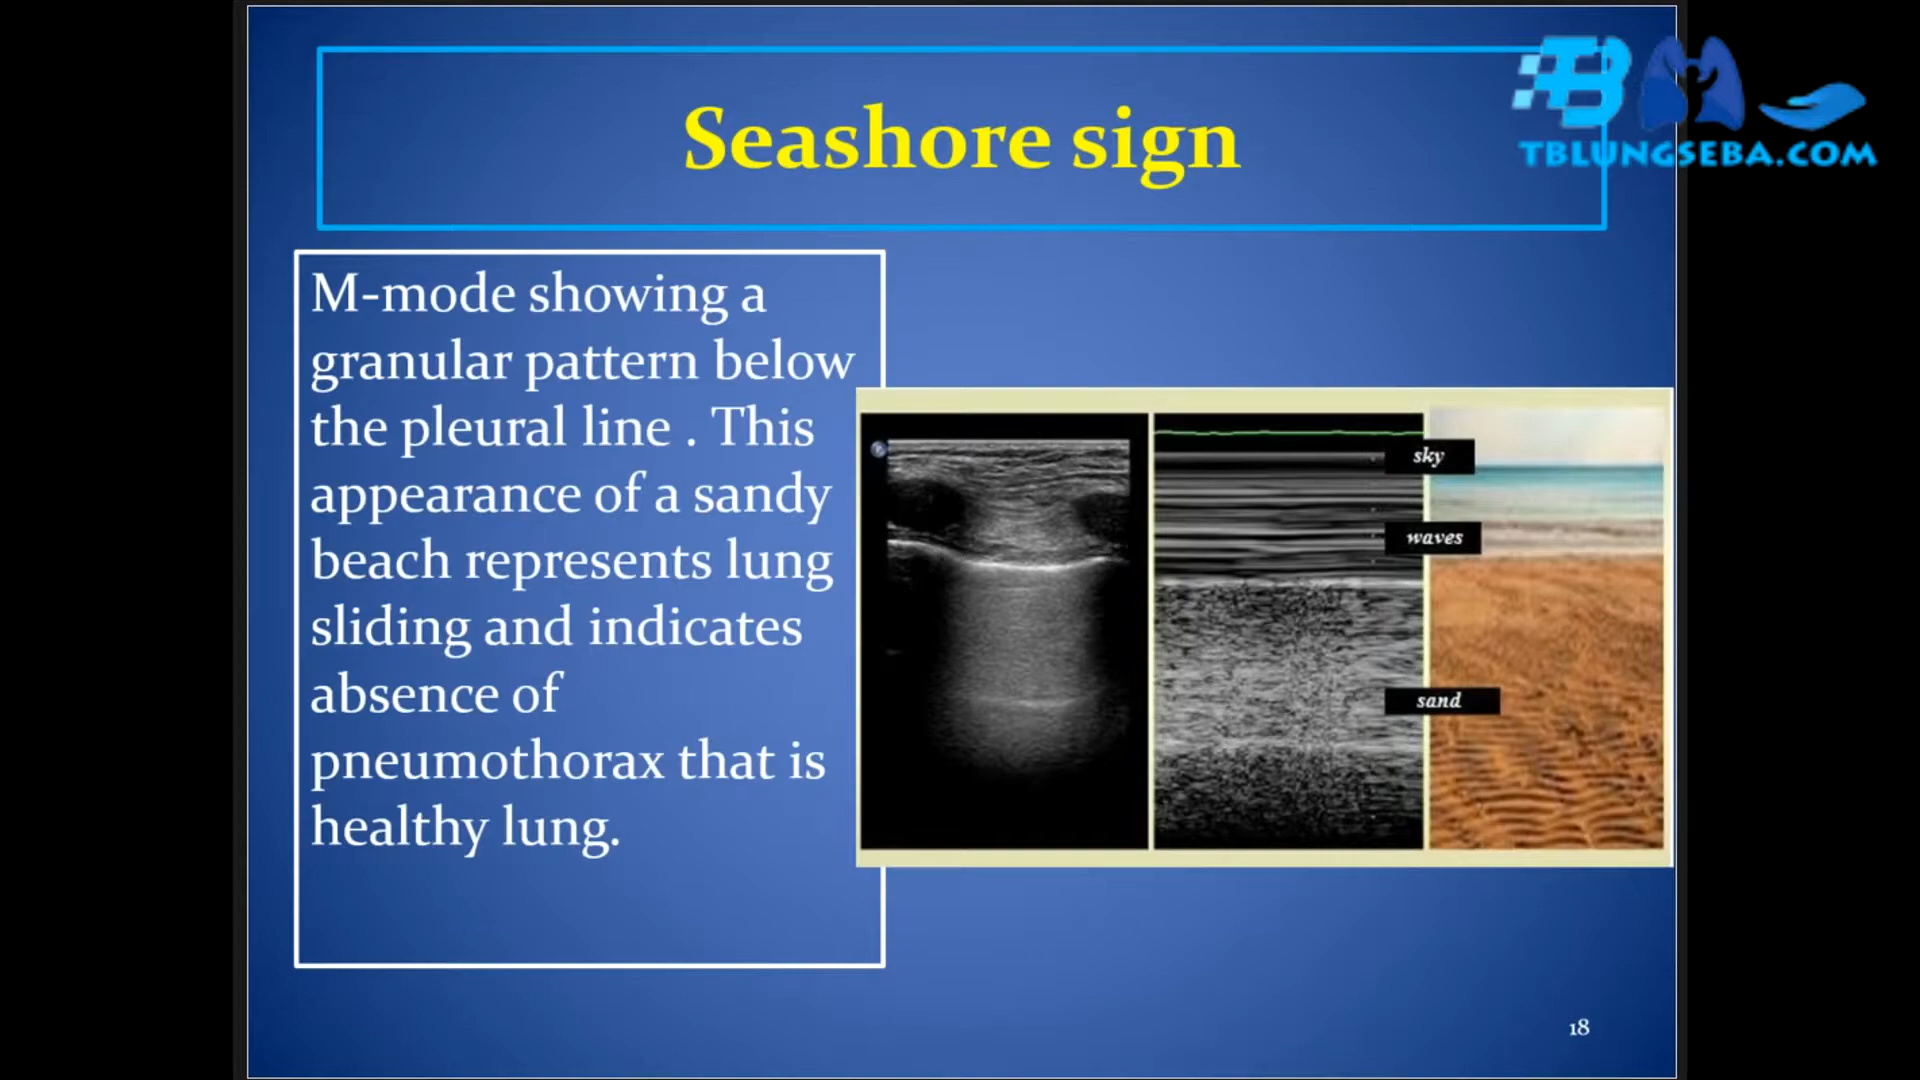 Seashore sign
TBLUNGSEBA.COM
M-mode showing a
granular pattern below
the pleural line . This
appearance of a sandy
beach represents lung
sliding and indicates
absence of
pneumothorax that is
healthy lung.
sky
waves
sand
18